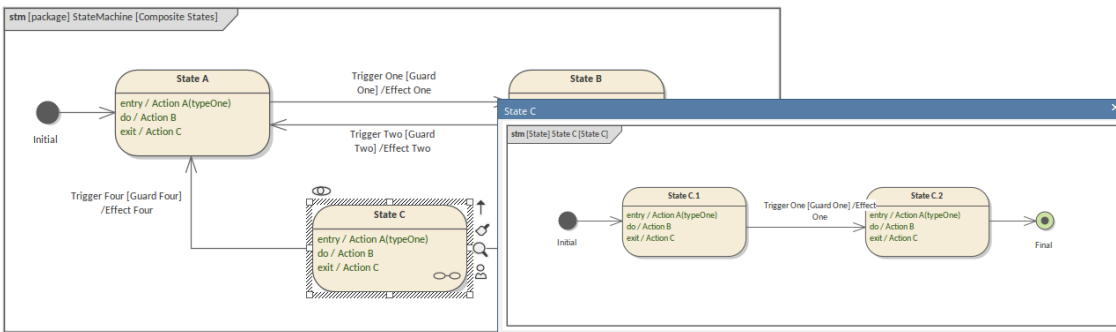 stm [package] StateMachine [Composite States]
State A
entry / Action A(typeOne)
do / Action B
exit / Action C
Initial
Trigger One [Guard
One] /Effect One
State B
Trigger Two [Guard
Two] /Effect Two
Trigger Four [Guard Four]
/Effect Four
State C
entry / Action A(typeOne)
do / Action B
exit / Action C
State C
stm [State] State C [State C]
Initial
State C.1
entry / Action A(typeOne)
do / Action B
exit / Action C
Trigger One [Guard One] /Effect
One
State C.2
entry / Action A(typeOne)
do / Action B
exit / Action C
Final